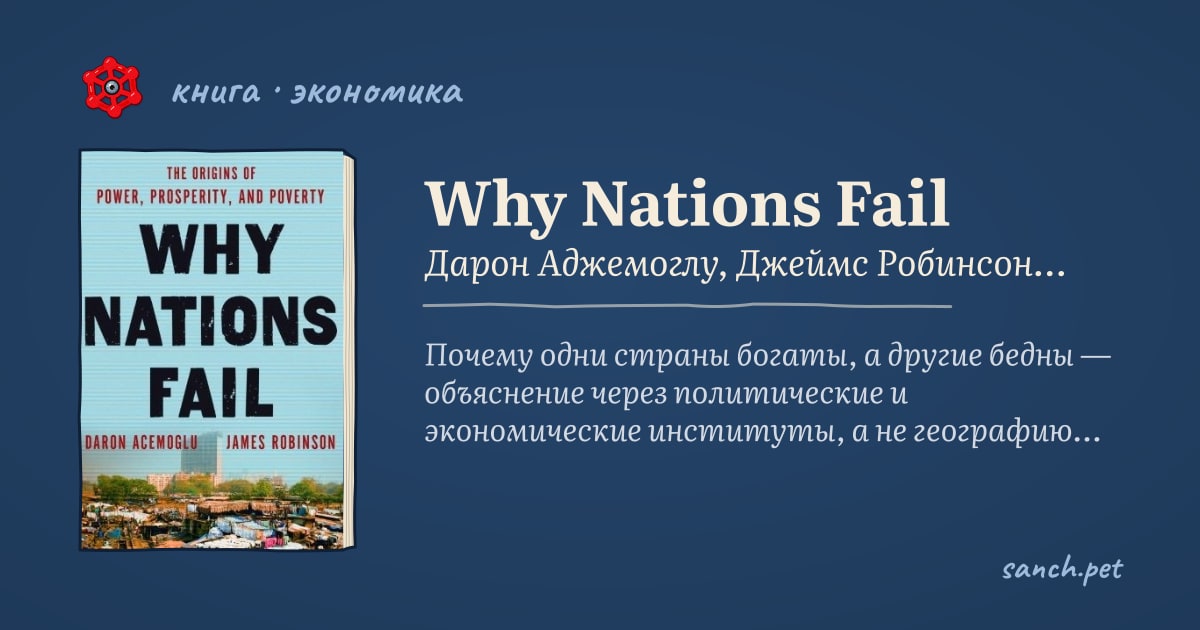 книга · экономика
THE ORIGINS OF
POWER, PROSPERITY, AND POVERTY
WHY
NATIONS
FAIL
DARON ACEMOGLU JAMES ROBINSON
Why Nations Fail
Дарон Аджемоглу, Джеймс Робинсон...
Почему одни страны богаты, а другие бедны —
объяснение через политические и
экономические институты, а не географию...
sanch.pet